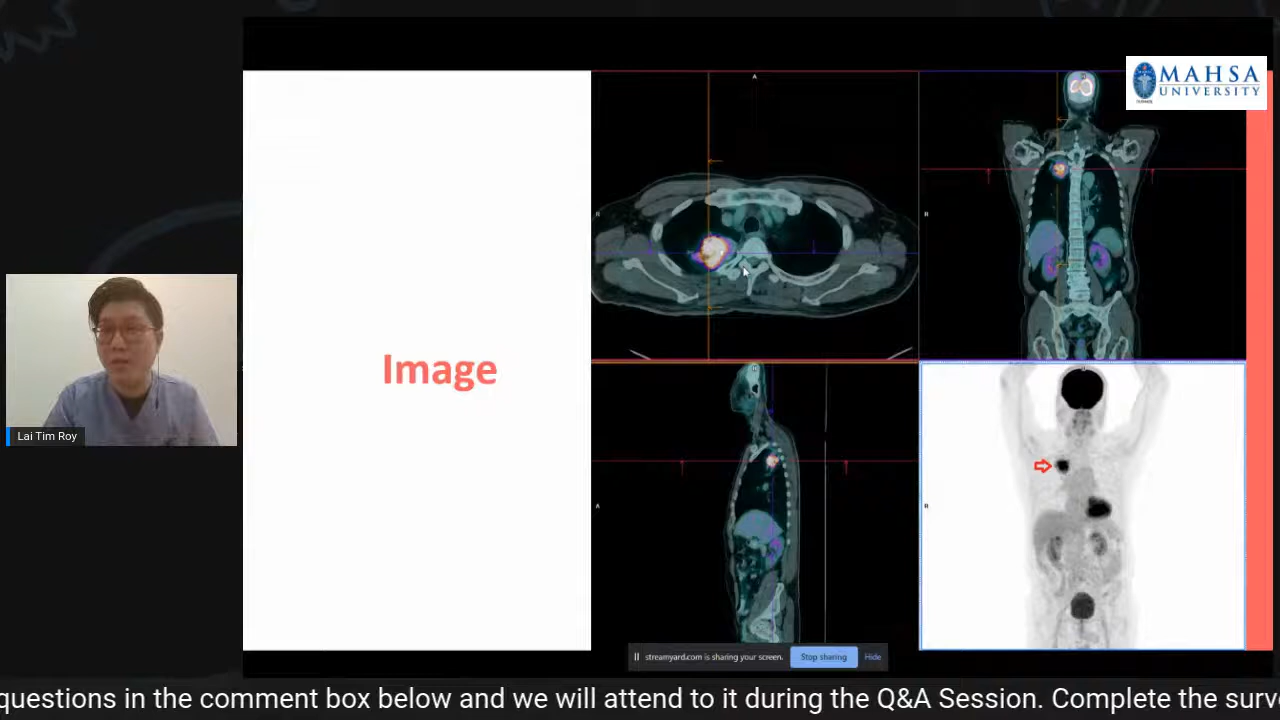 MAHSA
UNIVERSITY
A
R
R
A
R
Image
Lai Tim Roy
streamyard.com is sharing your screen. Stop sharing Hide
questions in the comment box below and we will attend to it during the Q&A Session. Complete the surv